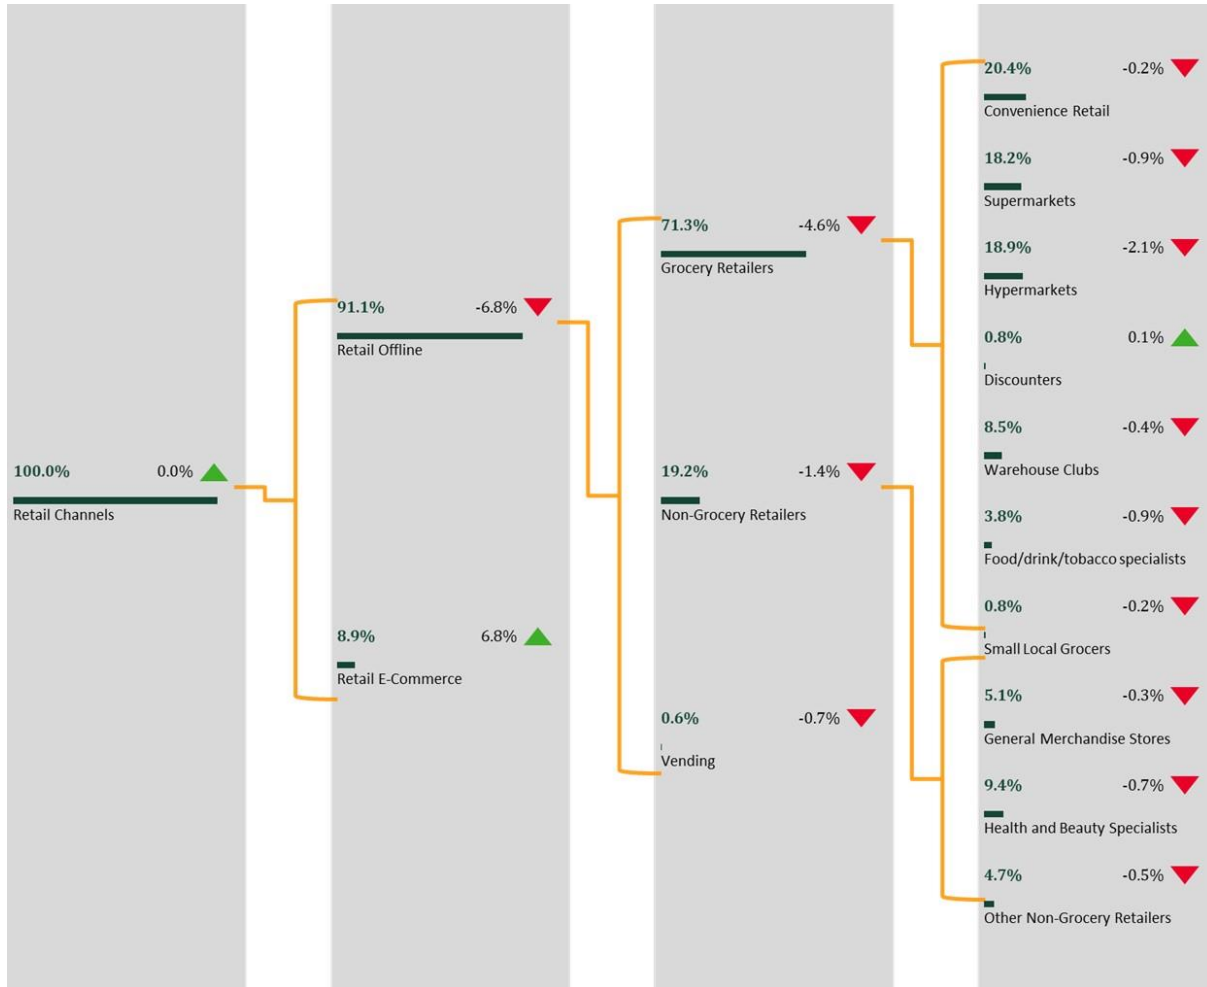 100.0% 0.0%
Retail Channels
91.1% -6.8%
Retail Offline
8.9% 6.8%
Retail E-Commerce
71.3% -4.6%
Grocery Retailers
19.2% -1.4%
Non-Grocery Retailers
0.6% -0.7%
Vending
20.4% -0.2%
Convenience Retail
18.2% -0.9%
Supermarkets
18.9% -2.1%
Hypermarkets
0.8% 0.1%
Discounters
8.5% -0.4%
Warehouse Clubs
3.8% -0.9%
Food/drink/tobacco specialists
0.8% -0.2%
Small Local Grocers
5.1% -0.3%
General Merchandise Stores
9.4% -0.7%
Health and Beauty Specialists
4.7% -0.5%
Other Non-Grocery Retailers